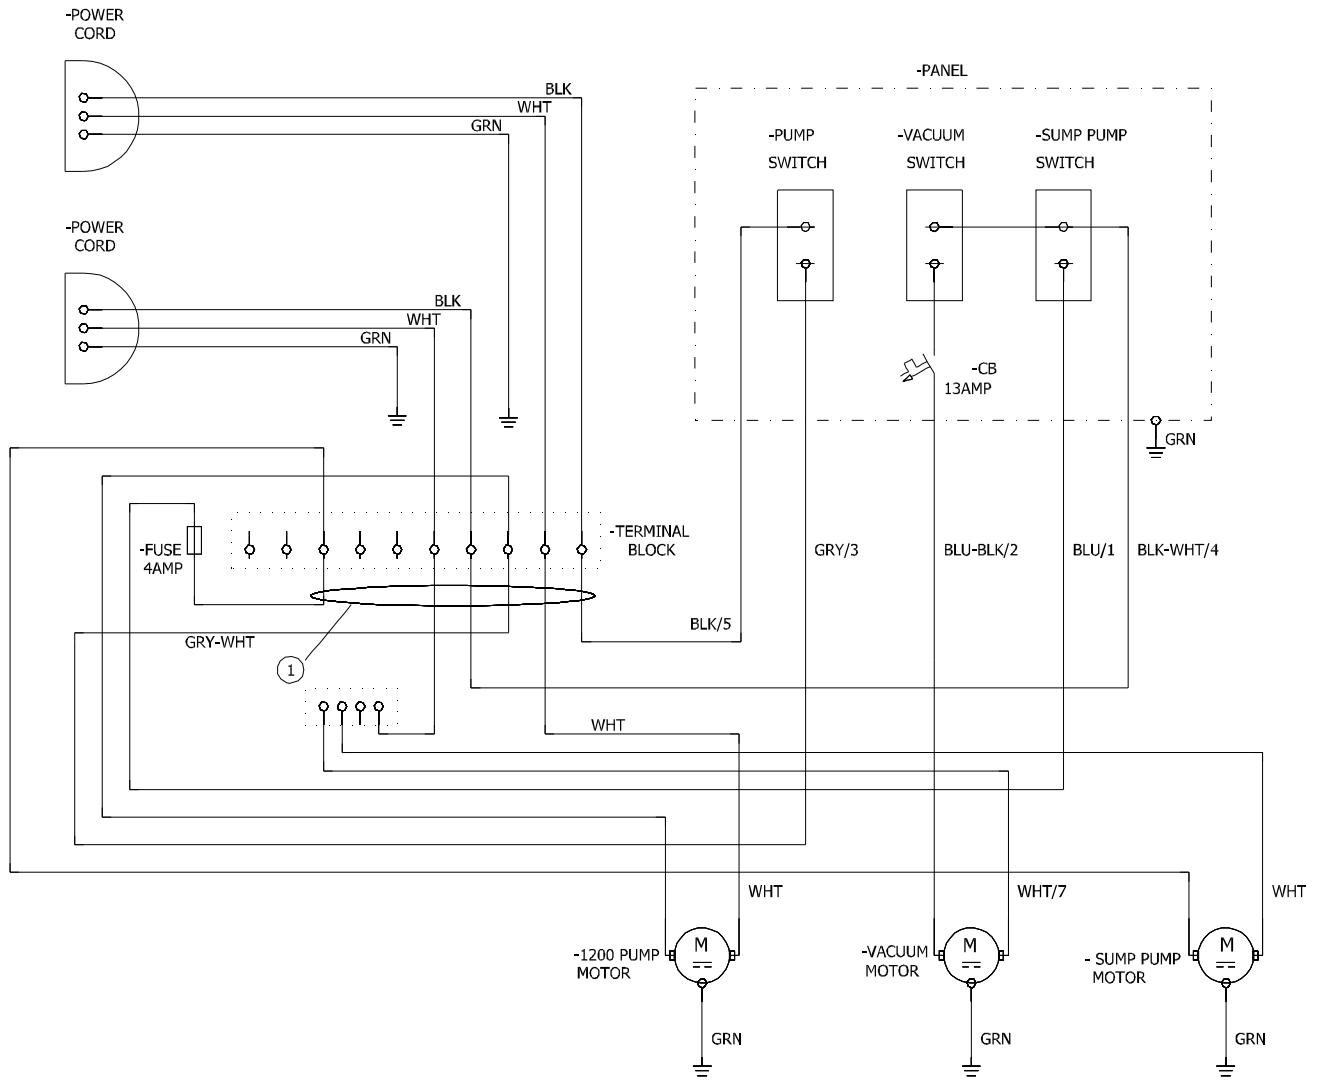 -POWER
CORD
BLK
WHT
GRN
-POWER
CORD
BLK
WHT
GRN
-PANEL
-PUMP
SWITCH
-VACUUM
SWITCH
-SUMP PUMP
SWITCH
-CB
13AMP
GRN
-TERMINAL
BLOCK
-FUSE
4AMP
GRY/3
BLU-BLK/2
BLU/1
BLK-WHT/4
BLK/5
GRY-WHT
1
WHT
WHT
WHT/7
WHT
-1200 PUMP
MOTOR
M
-VACUUM
MOTOR
M
- SUMP PUMP
MOTOR
M
GRN
GRN
GRN